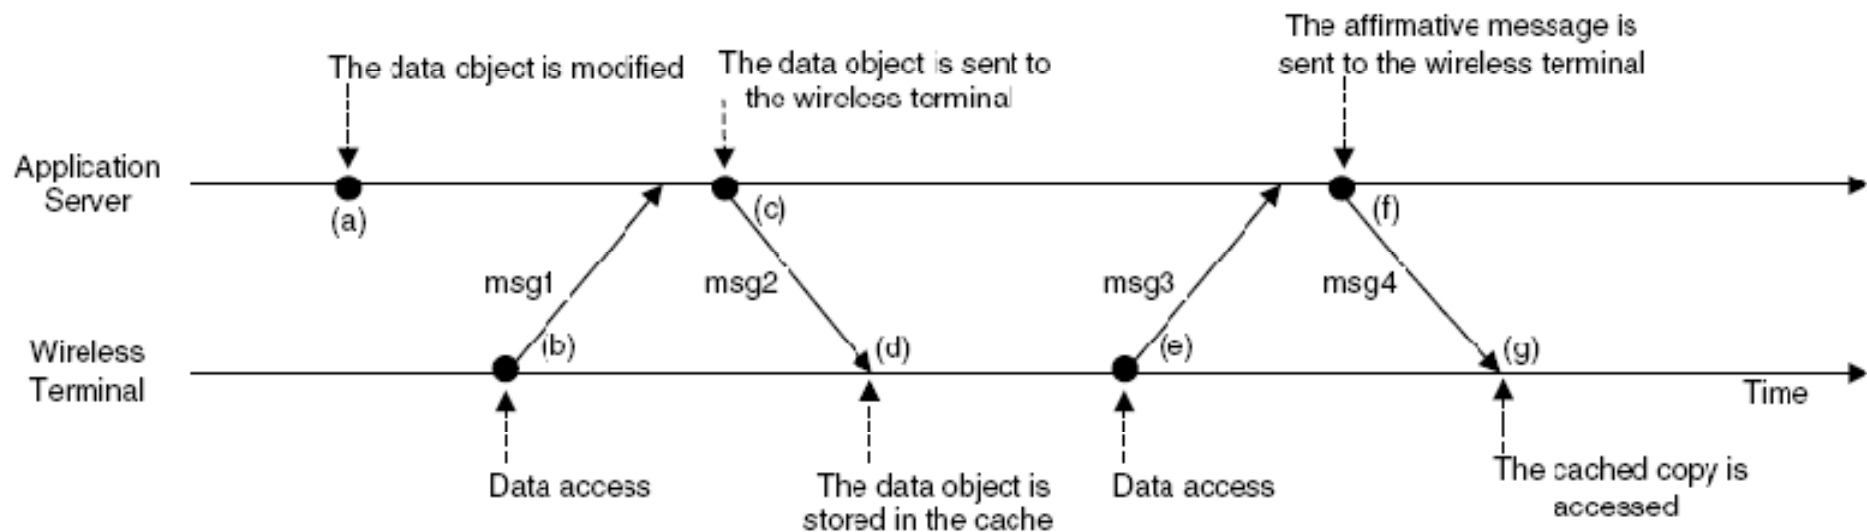 The affirmative message is
sent to the wireless terminal
The data object is modified
The data object is sent to
the wireless terminal
Application
Server
(a)
(c)
(f)
msg1
msg2
msg3
msg4
Wireless
Terminal
(b)
(d)
(e)
(g)
Time
Data access
The data object is
stored in the cache
Data access
The cached copy is
accessed